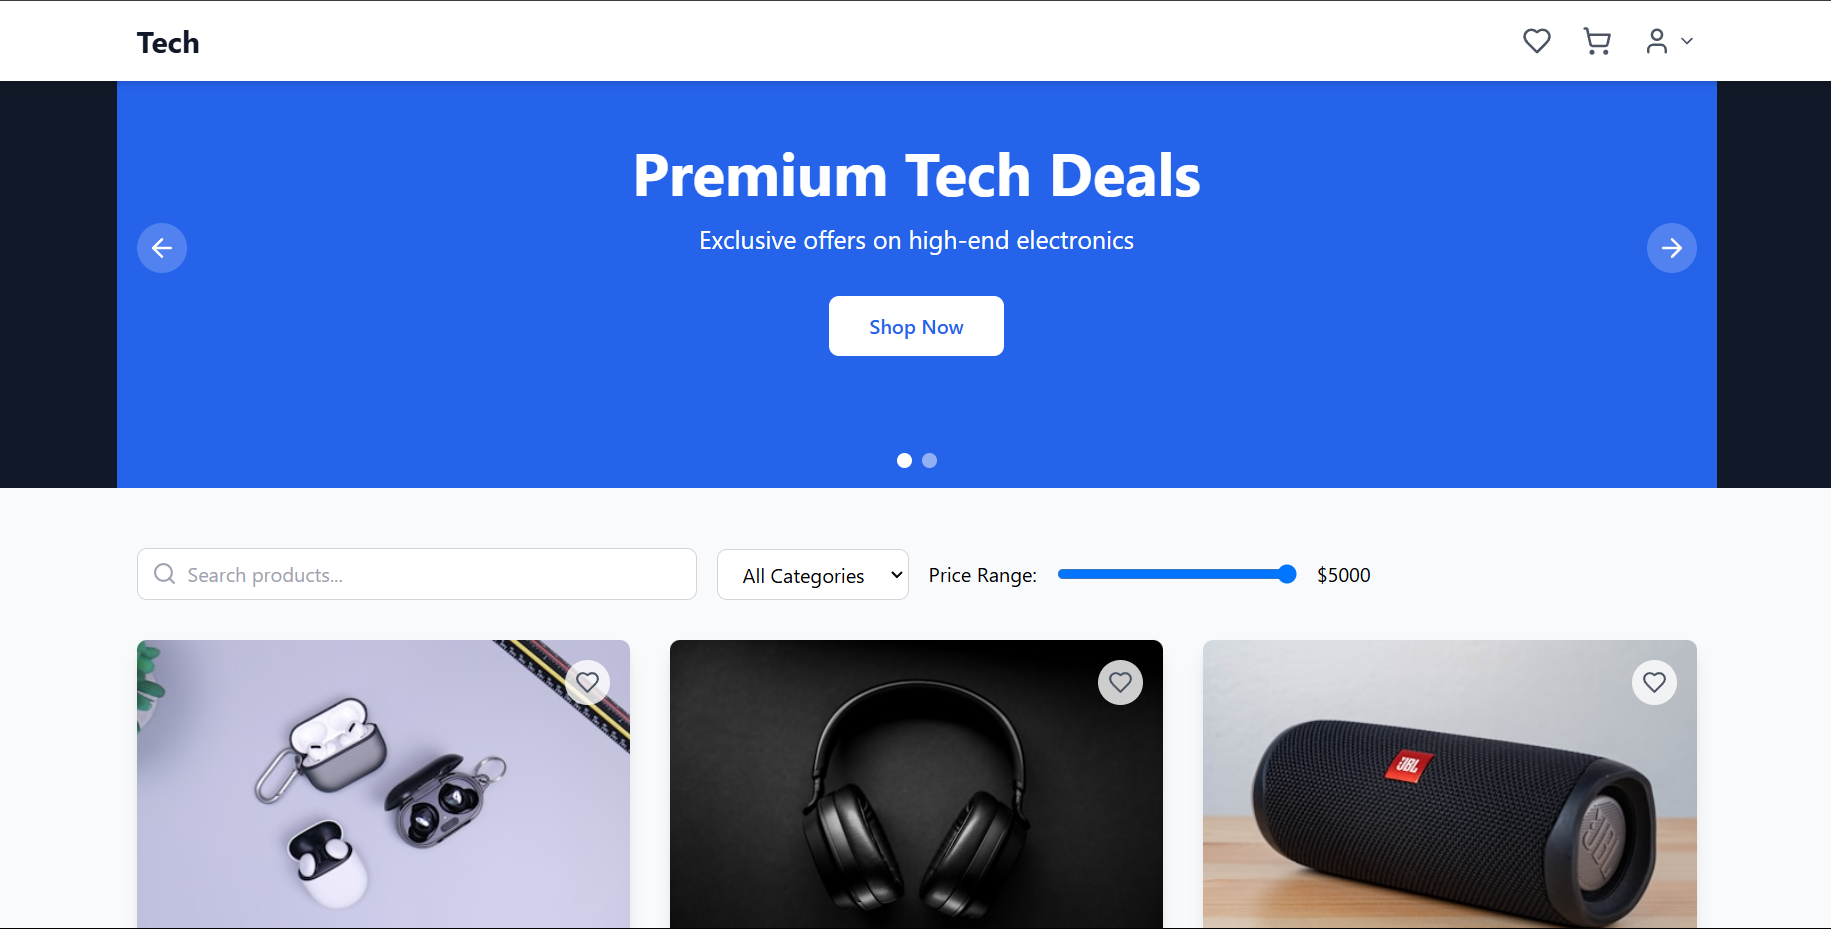 Tech
Premium Tech Deals
Exclusive offers on high-end electronics
Shop Now
Search products...
All Categories
Price Range:
$5000
JBL